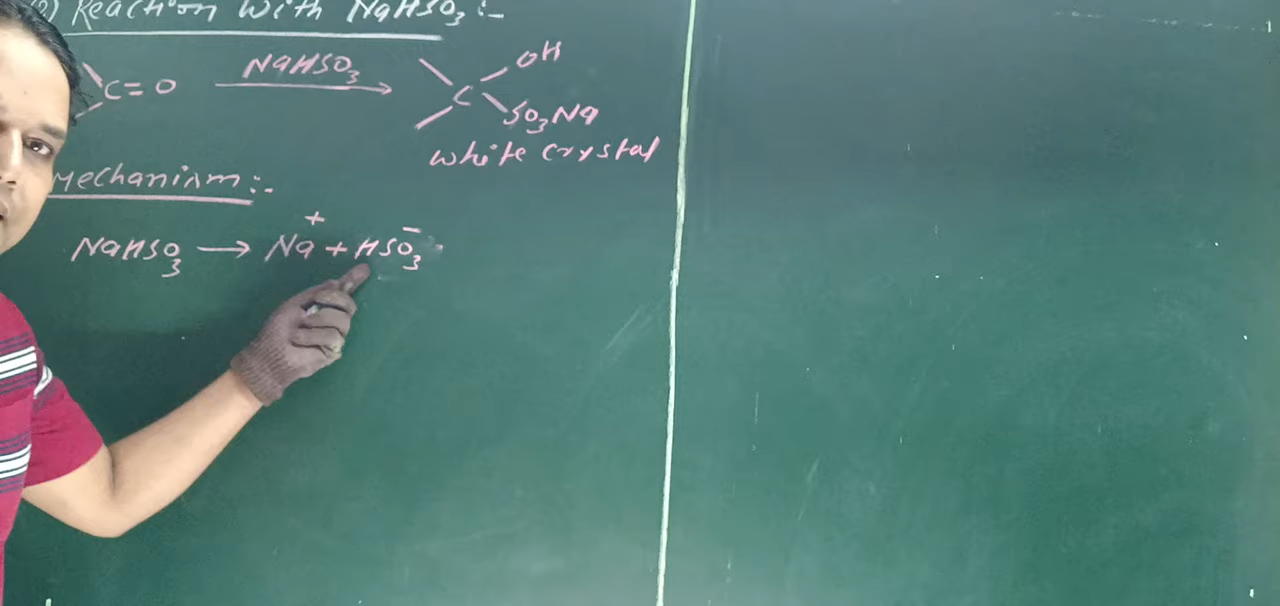 ) Reaction With NaHSO3 :-
C=O NaHSO3 → C OH SO3Na
White crystal
Mechanism:-
NaHSO3 → Na+ + HSO3-